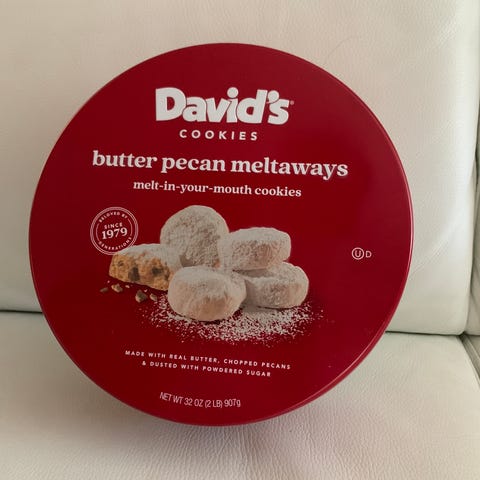 David's®
COOKIES
butter pecan meltaways
melt-in-your-mouth cookies
BELOVED BY
SINCE
1979
GENERATIONS
U D
MADE WITH REAL BUTTER, CHOPPED PECANS
& DUSTED WITH POWDERED SUGAR
NET WT 32 OZ (2 LB) 907g